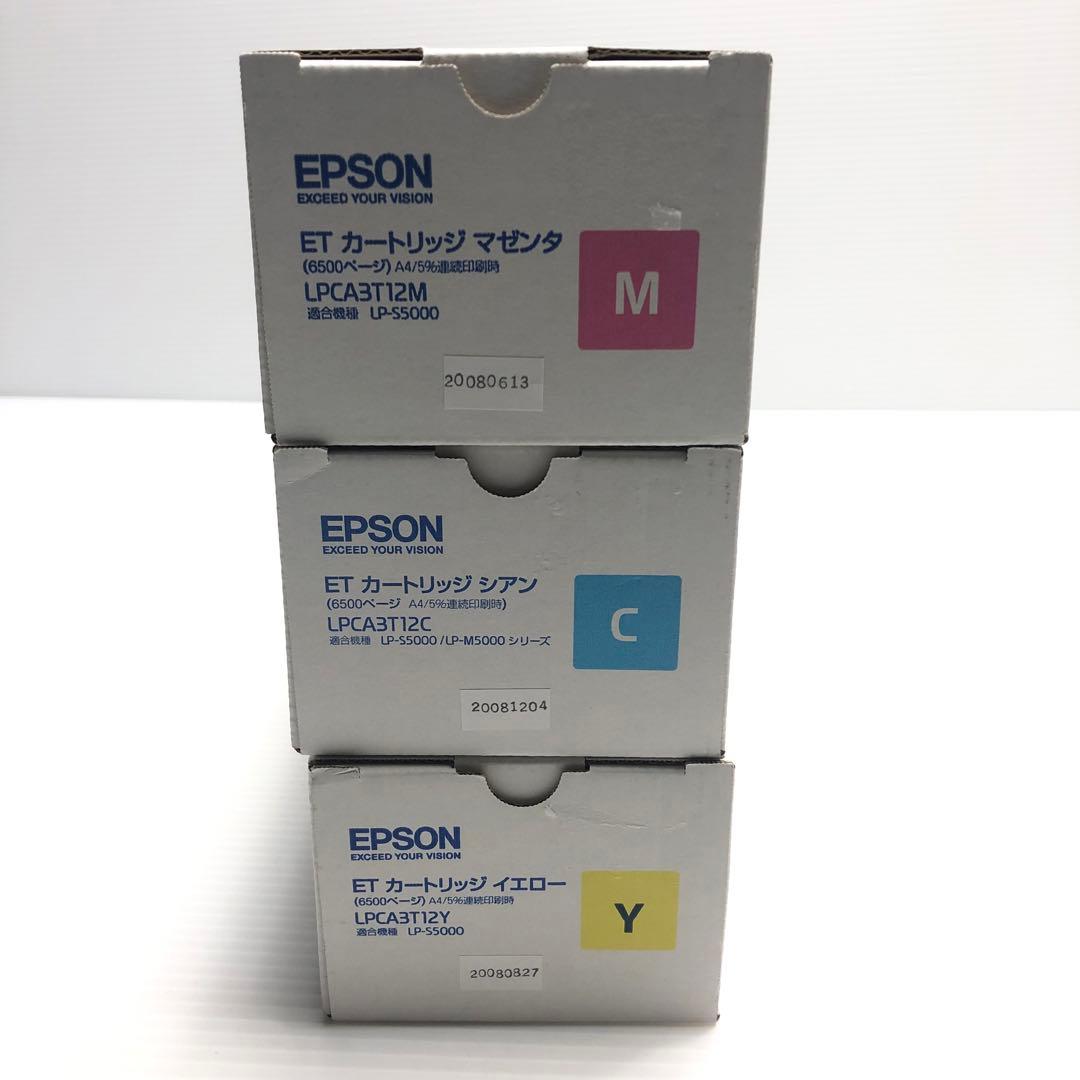 EPSON
EXCEED YOUR VISION
ET カートリッジ マゼンタ
(6500ページ) A4/5%連続印刷時
LPCA3T12M
適合機種 LP-S5000
M
20080613
EPSON
EXCEED YOUR VISION
ET カートリッジ シアン
(6500ページ A4/5%連続印刷時)
LPCA3T12C
適合機種 LP-S5000 /LP-M5000 シリーズ
C
20081204
EPSON
EXCEED YOUR VISION
ET カートリッジ イエロー
(6500ページ) A4/5%連続印刷時
LPCA3T12Y
適合機種 LP-S5000
Y
20080827